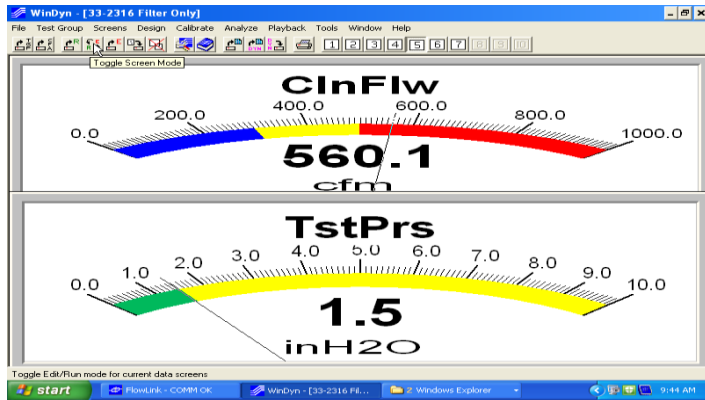 WinDyn - [33-2316 Filter Only]
File Test Group Screens Design Calibrate Analyze Playback Tools Window Help
1 2 3 4 5 6 7 8 9 10
Toggle Screen Mode
ClnFlw
0.0 200.0 400.0 600.0 800.0 1000.0
560.1
cfm
TstPrs
0.0 1.0 2.0 3.0 4.0 5.0 6.0 7.0 8.0 9.0 10.0
1.5
inH2O
Toggle Edit/Run mode for current data screens
start FlowLink - COMM OK WinDyn - [33-2316 Fil... 2 Windows Explorer 9:44 AM